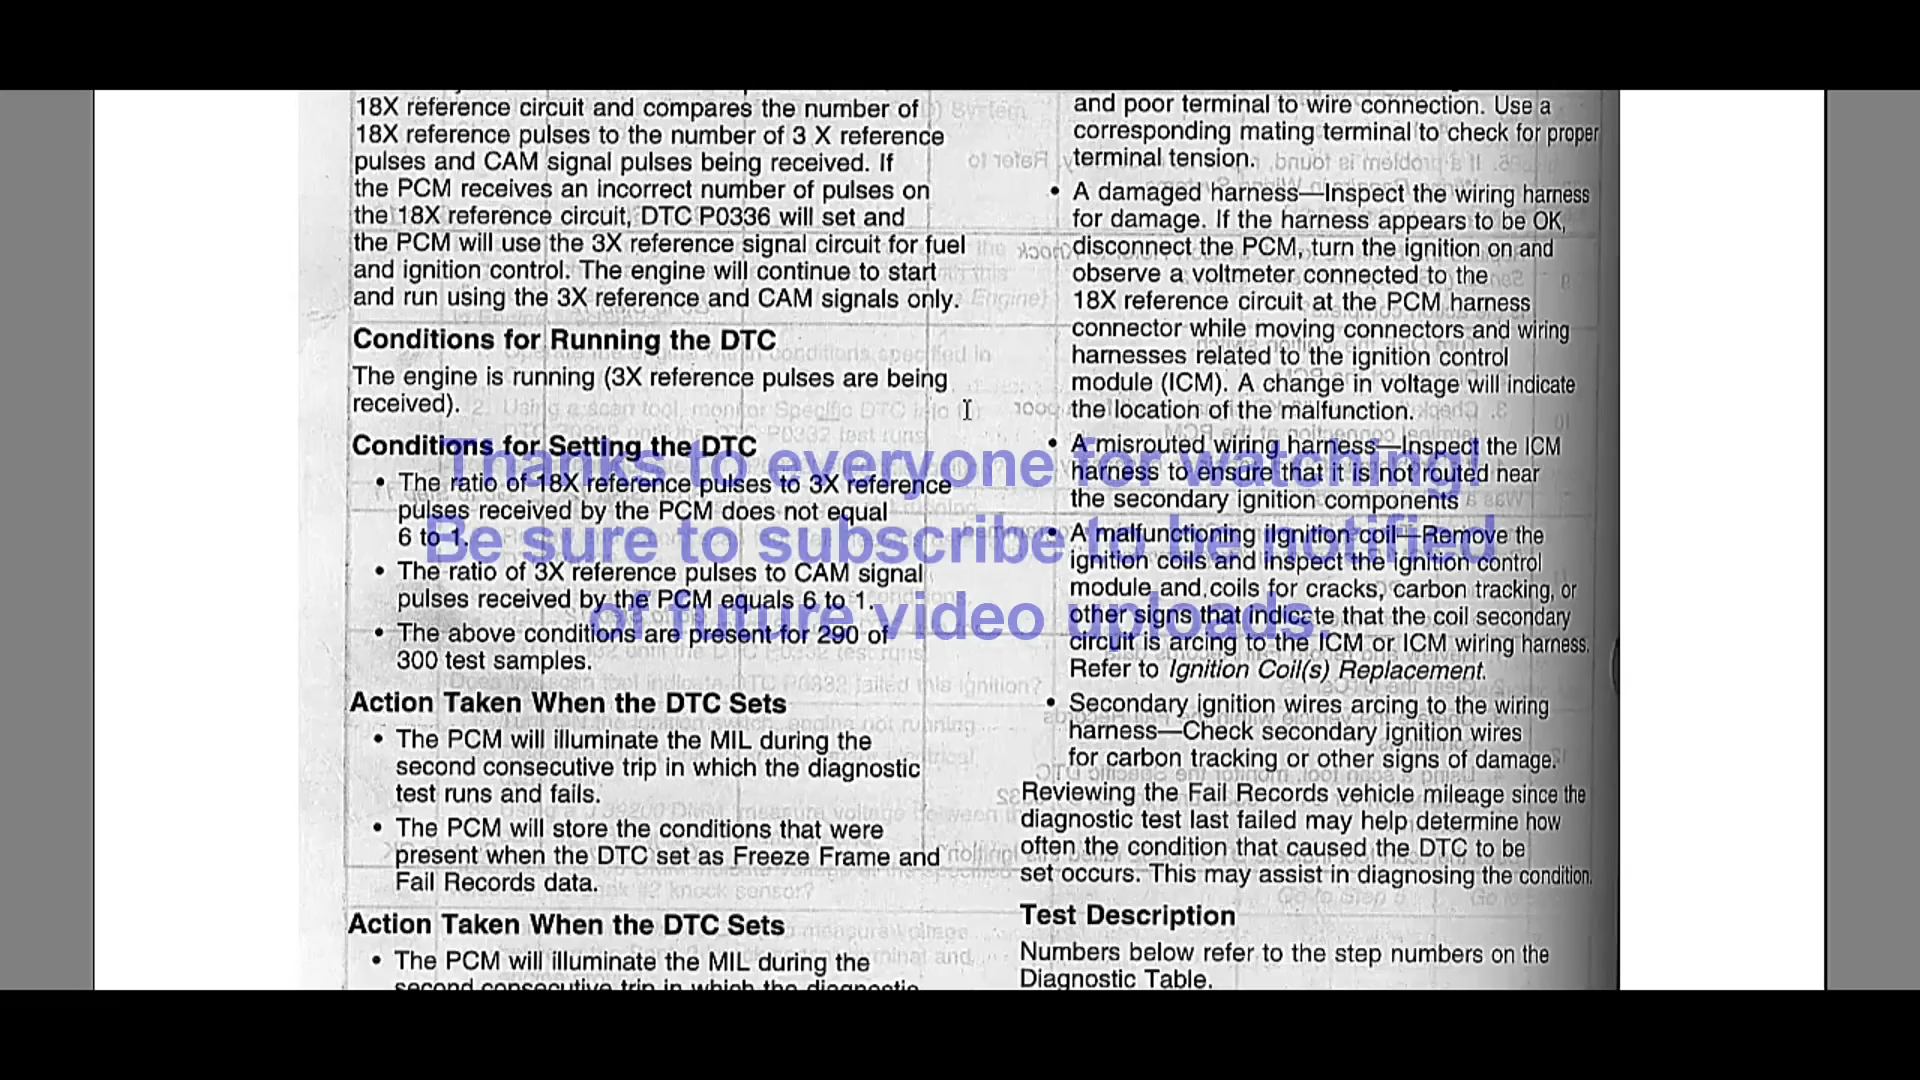 18X reference circuit and compares the number of
18X reference pulses to the number of 3 X reference
pulses and CAM signal pulses being received. If
the PCM receives an incorrect number of pulses on
the 18X reference circuit, DTC P0336 will set and
the PCM will use the 3X reference signal circuit for fuel
and ignition control. The engine will continue to start
and run using the 3X reference and CAM signals only.
Conditions for Running the DTC
The engine is running (3X reference pulses are being
received).
Conditions for Setting the DTC
• The ratio of 18X reference pulses to 3X reference
pulses received by the PCM does not equal
6 to 1.
• The ratio of 3X reference pulses to CAM signal
pulses received by the PCM equals 6 to 1.
• The above conditions are present for 290 of
300 test samples.
Action Taken When the DTC Sets
• The PCM will illuminate the MIL during the
second consecutive trip in which the diagnostic
test runs and fails.
• The PCM will store the conditions that were
present when the DTC set as Freeze Frame and
Fail Records data.
Action Taken When the DTC Sets
• The PCM will illuminate the MIL during the
second consecutive trip in which the diagnostic
and poor terminal to wire connection. Use a
corresponding mating terminal to check for proper
terminal tension.
• A damaged harness—Inspect the wiring harness
for damage. If the harness appears to be OK,
disconnect the PCM, turn the ignition on and
observe a voltmeter connected to the
18X reference circuit at the PCM harness
connector while moving connectors and wiring
harnesses related to the ignition control
module (ICM). A change in voltage will indicate
the location of the malfunction.
• A misrouted wiring harness—Inspect the ICM
harness to ensure that it is not routed near
the secondary ignition components
• A malfunctioning iIgnition coil—Remove the
ignition coils and inspect the ignition control
module and coils for cracks, carbon tracking, or
other signs that indicate that the coil secondary
circuit is arcing to the ICM or ICM wiring harness.
Refer to Ignition Coil(s) Replacement.
• Secondary ignition wires arcing to the wiring
harness—Check secondary ignition wires
for carbon tracking or other signs of damage.
Reviewing the Fail Records vehicle mileage since the
diagnostic test last failed may help determine how
often the condition that caused the DTC to be
set occurs. This may assist in diagnosing the condition.
Test Description
Numbers below refer to the step numbers on the
Diagnostic Table.
Thanks to everyone for watching!
Be sure to subscribe to be notified
of future video uploads.